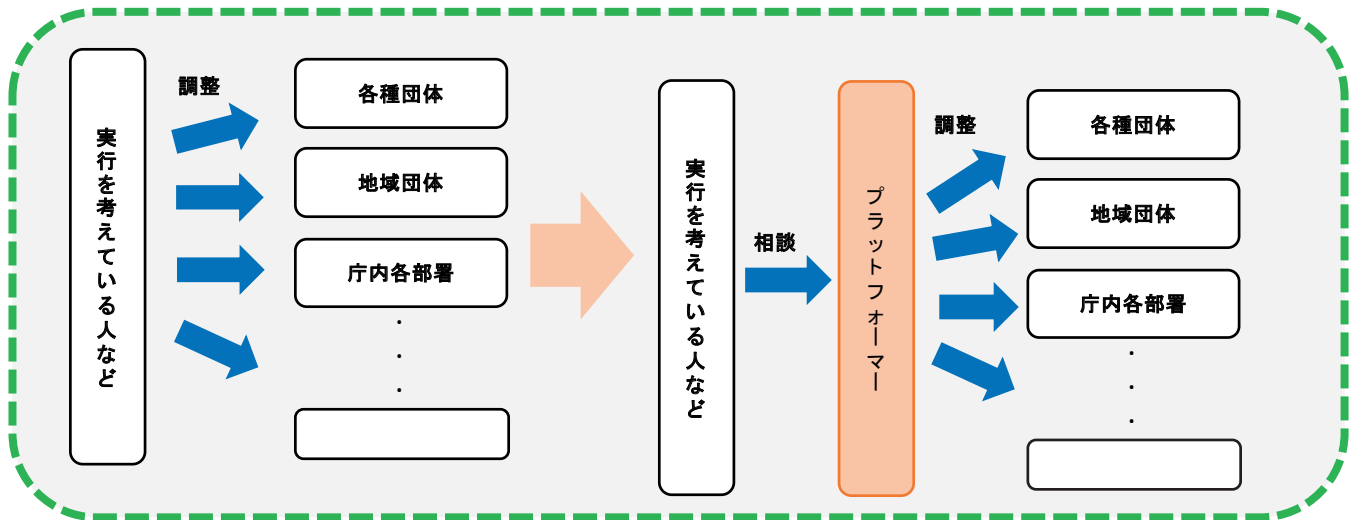 実行を考えている人など
調整
各種団体
地域団体
庁内各部署
・
・
・
実行を考えている人など
相談
プラットフォーマー
調整
各種団体
地域団体
庁内各部署
・
・
・